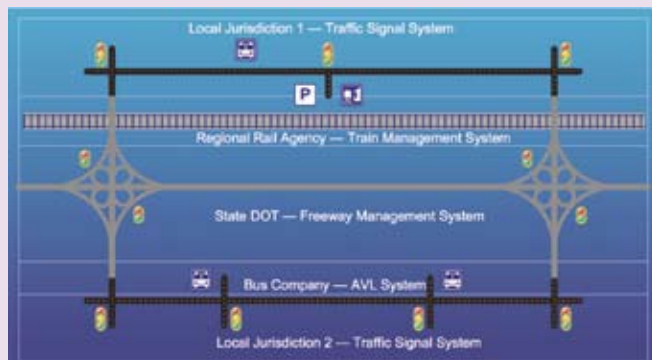 Local Jurisdiction 1 — Traffic Signal System
P
Regional Rail Agency — Train Management System
State DOT — Freeway Management System
Bus Company — AVL System
Local Jurisdiction 2 — Traffic Signal System